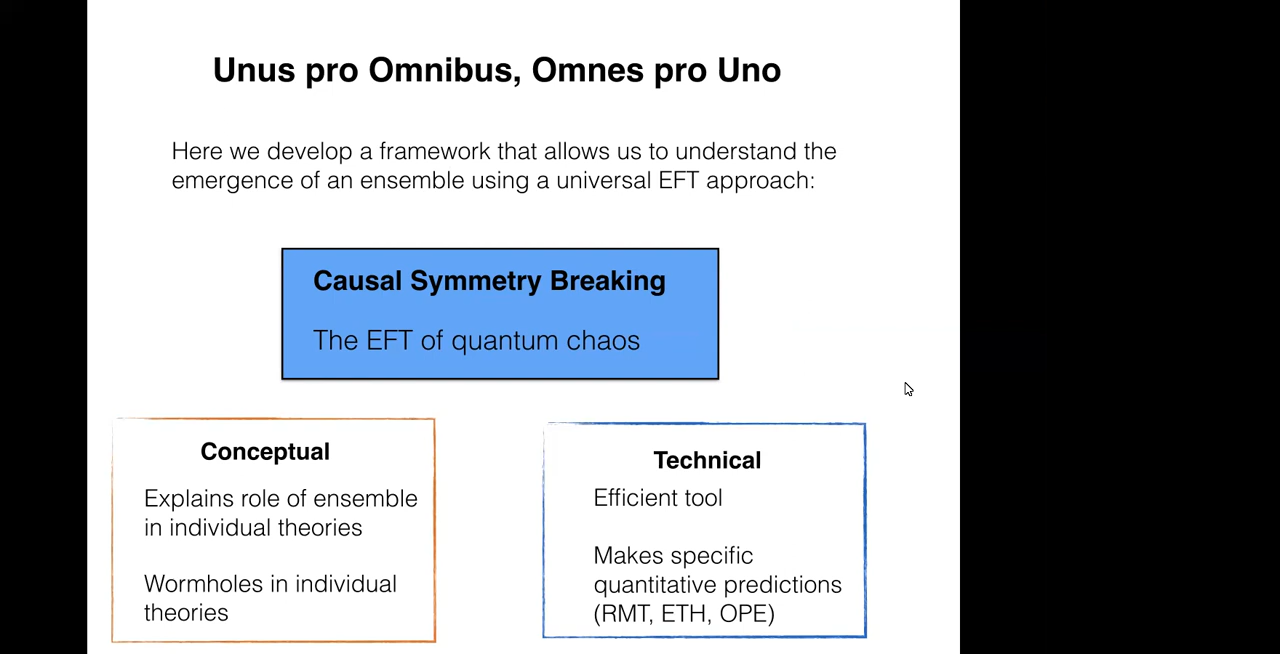 Unus pro Omnibus, Omnes pro Uno
Here we develop a framework that allows us to understand the
emergence of an ensemble using a universal EFT approach:
Causal Symmetry Breaking
The EFT of quantum chaos
Conceptual
Explains role of ensemble
in individual theories
Wormholes in individual
theories
Technical
Efficient tool
Makes specific
quantitative predictions
(RMT, ETH, OPE)